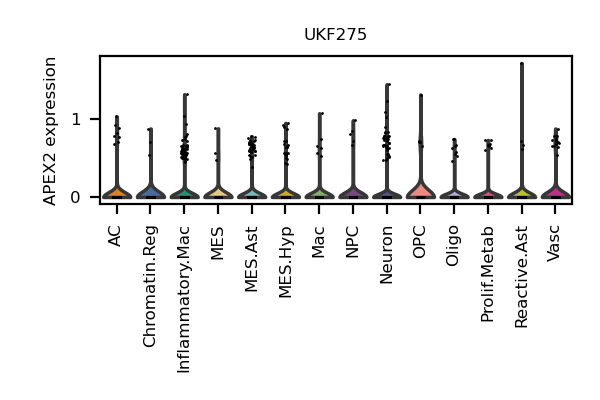 UKF275
APEX2 expression
1
0
AC
Chromatin.Reg
Inflammatory.Mac
MES
MES.Ast
MES.Hyp
Mac
NPC
Neuron
OPC
Oligo
Prolif.Metab
Reactive.Ast
Vasc